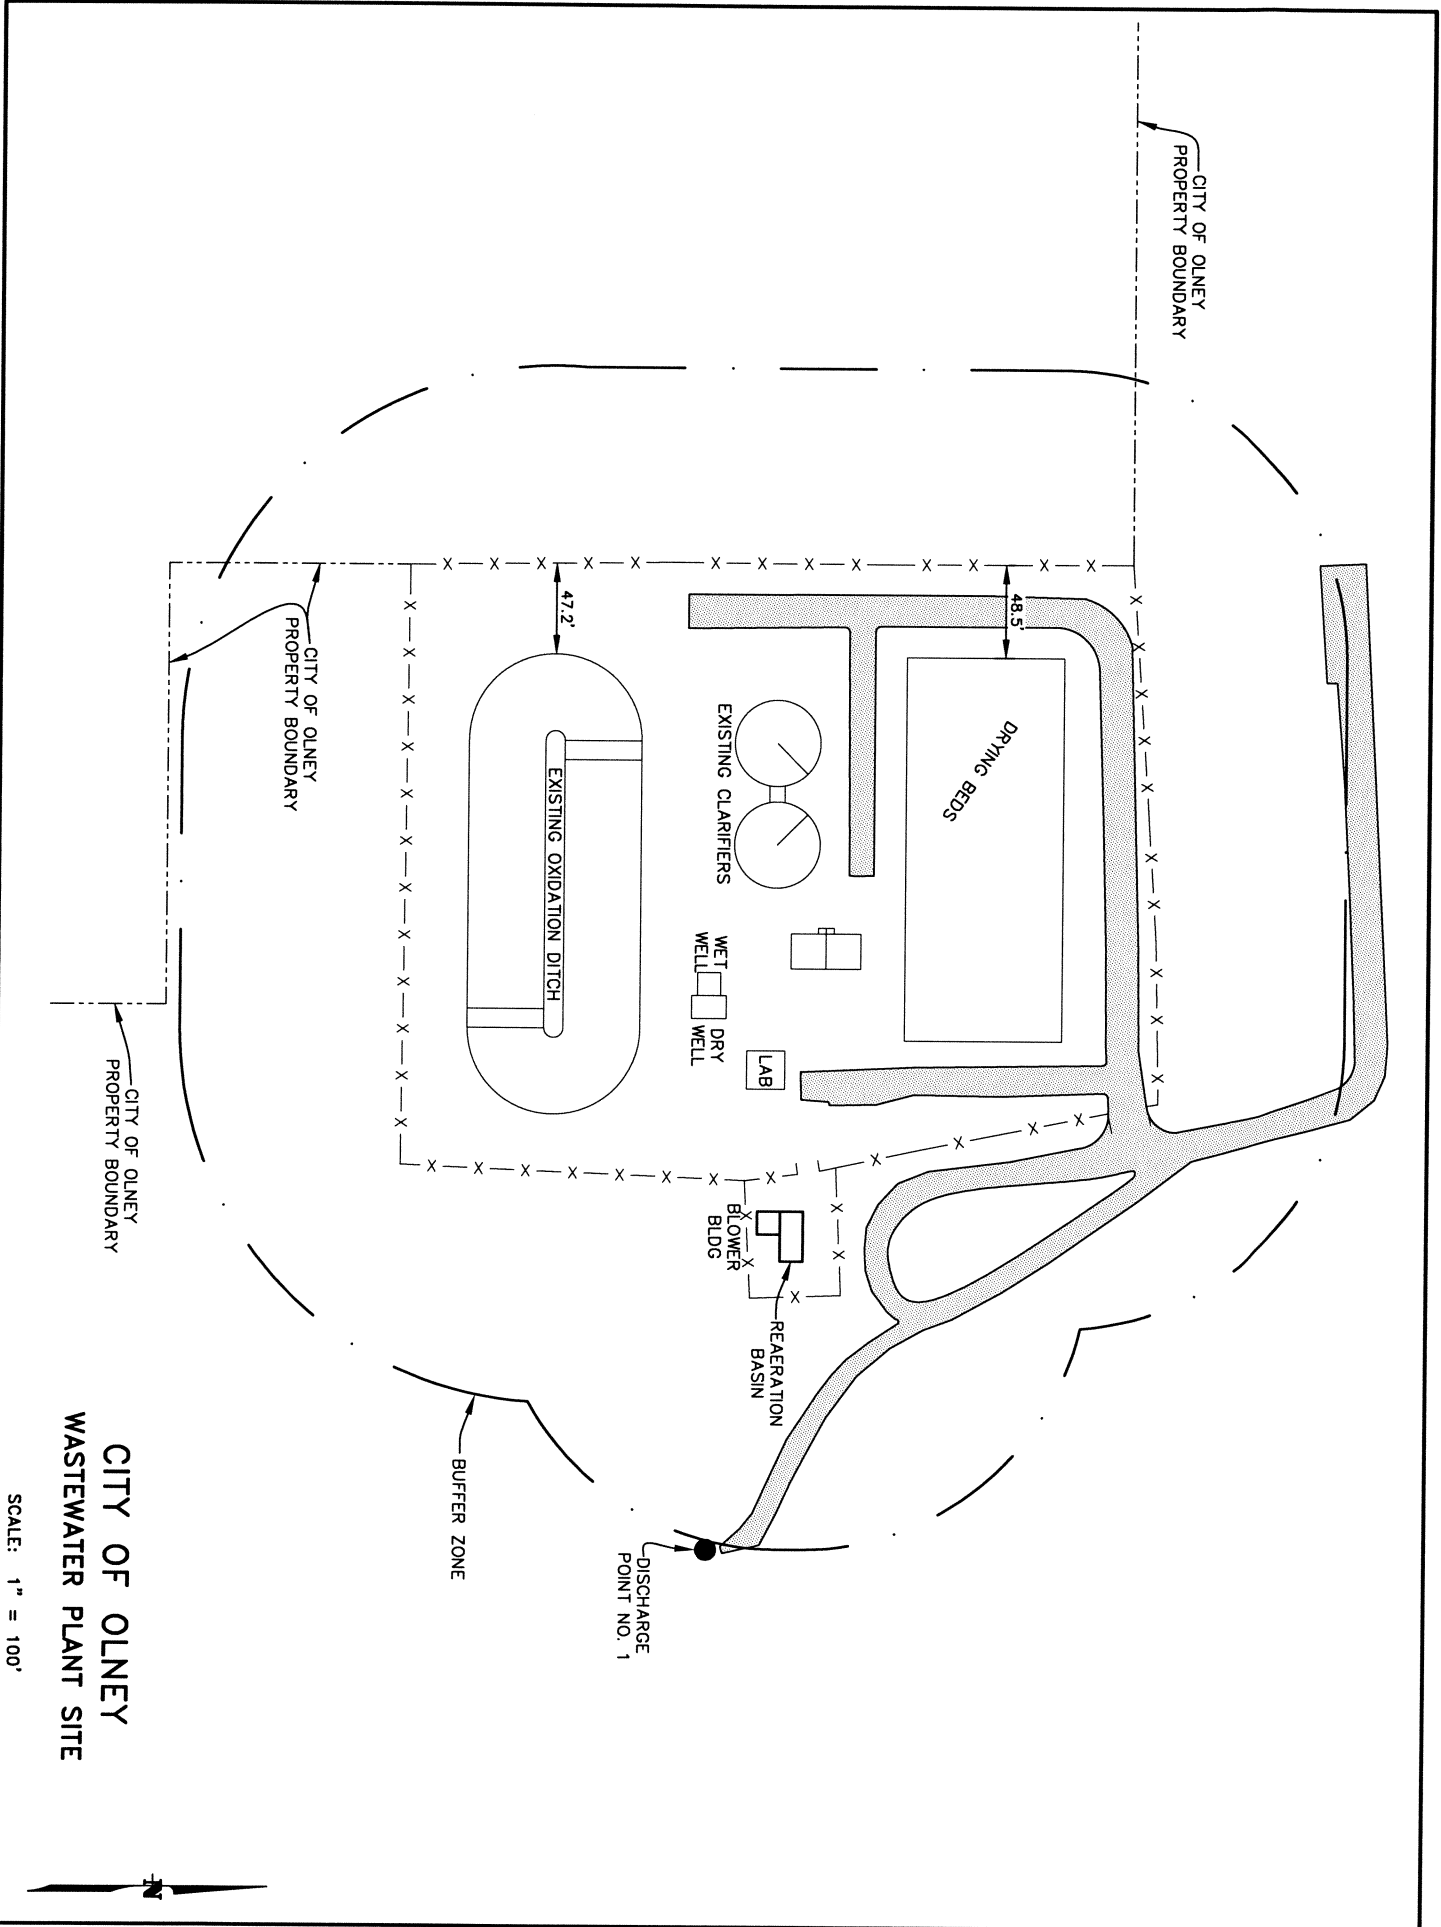 CITY OF OLNEY
PROPERTY BOUNDARY
48.5'
DRYING BEDS
EXISTING CLARIFIERS
WET
WELL
DRY
WELL
LAB
47.2'
EXISTING OXIDATION DITCH
BLOWER
BLDG
REAERATION
BASIN
CITY OF OLNEY
PROPERTY BOUNDARY
CITY OF OLNEY
PROPERTY BOUNDARY
DISCHARGE
POINT NO. 1
BUFFER ZONE
CITY OF OLNEY
WASTEWATER PLANT SITE
SCALE: 1" = 100'
N